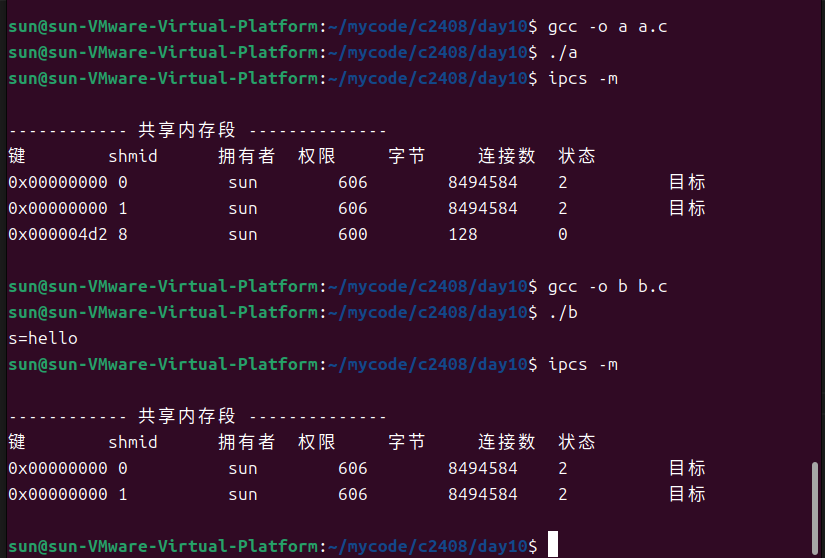 sun@sun-VMware-Virtual-Platform:~/mycode/c2408/day10$ gcc -o a a.c
sun@sun-VMware-Virtual-Platform:~/mycode/c2408/day10$ ./a
sun@sun-VMware-Virtual-Platform:~/mycode/c2408/day10$ ipcs -m
------------ 共享内存段 --------------
键 shmid 拥有者 权限 字节 连接数 状态
0x00000000 0 sun 606 8494584 2 目标
0x00000000 1 sun 606 8494584 2 目标
0x000004d2 8 sun 600 128 0
sun@sun-VMware-Virtual-Platform:~/mycode/c2408/day10$ gcc -o b b.c
sun@sun-VMware-Virtual-Platform:~/mycode/c2408/day10$ ./b
s=hello
sun@sun-VMware-Virtual-Platform:~/mycode/c2408/day10$ ipcs -m
------------ 共享内存段 --------------
键 shmid 拥有者 权限 字节 连接数 状态
0x00000000 0 sun 606 8494584 2 目标
0x00000000 1 sun 606 8494584 2 目标
sun@sun-VMware-Virtual-Platform:~/mycode/c2408/day10$